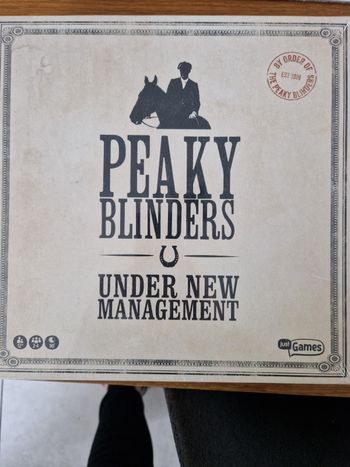 BY ORDER OF
EST 1919
THE PEAKY BLINDERS
PEAKY
BLINDERS
UNDER NEW
MANAGEMENT
just
Games